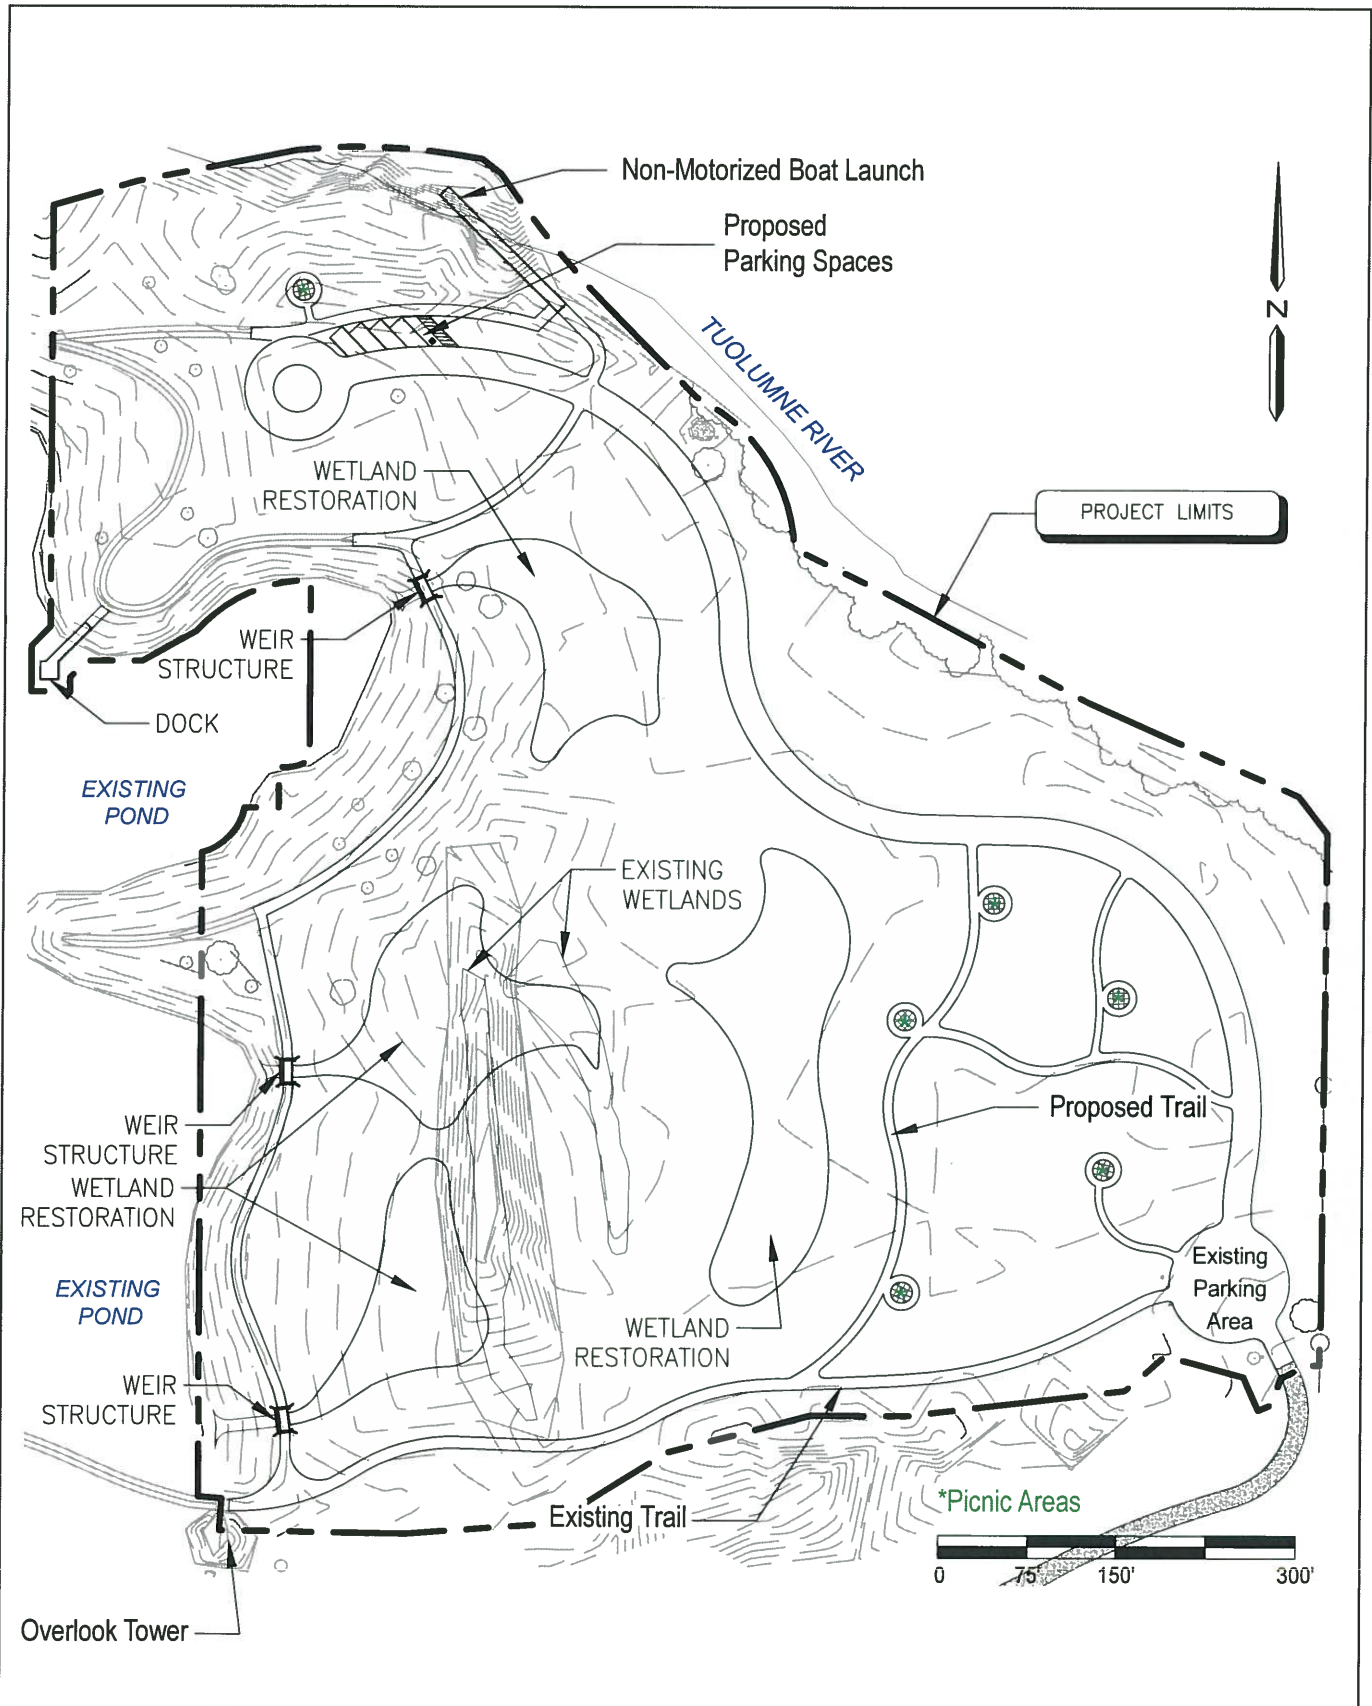 Non-Motorized Boat Launch
Proposed
Parking Spaces
N
TUOLUMNE RIVER
WETLAND
RESTORATION
PROJECT LIMITS
WEIR
STRUCTURE
DOCK
EXISTING
POND
EXISTING
WETLANDS
Proposed Trail
WEIR
STRUCTURE
WETLAND
RESTORATION
Existing
Parking
Area
EXISTING
POND
WETLAND
RESTORATION
WEIR
STRUCTURE
*Picnic Areas
Existing Trail
0 75' 150' 300'
Overlook Tower